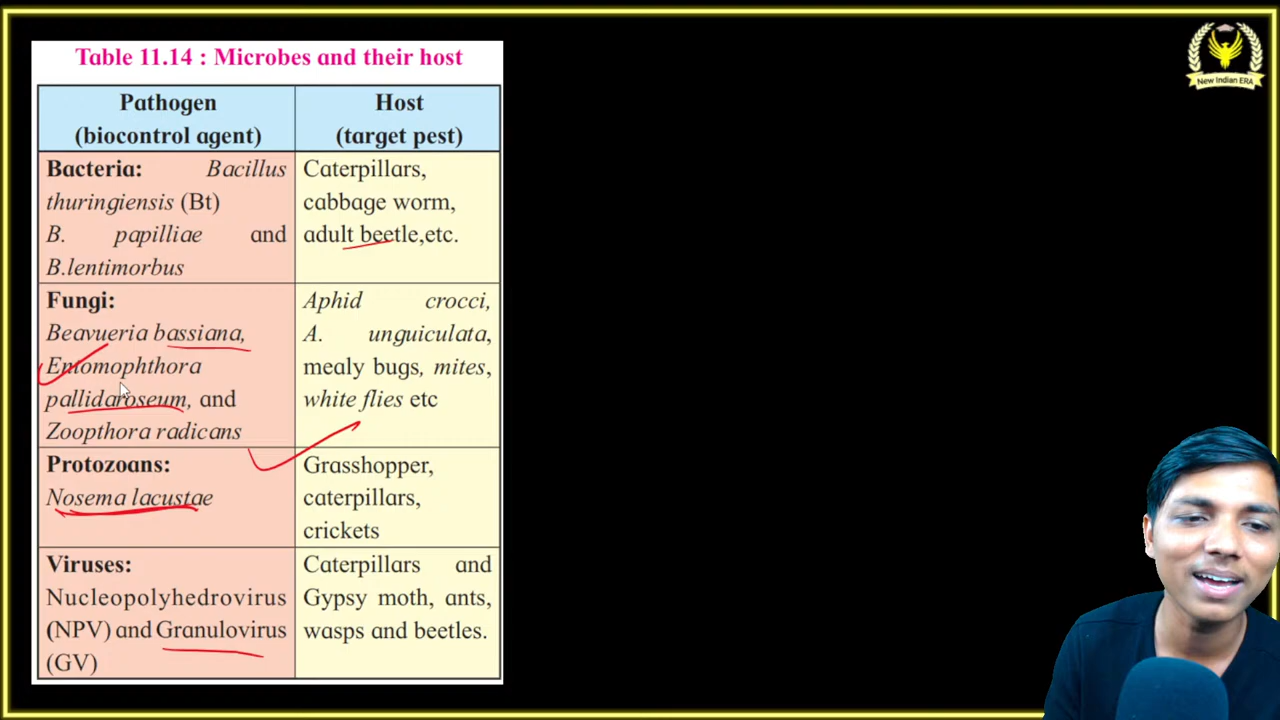 New Indian ERA
Table 11.14 : Microbes and their host
Pathogen
(biocontrol agent)
Host
(target pest)
Bacteria: Bacillus
thuringiensis (Bt)
B. papilliae and
B.lentimorbus
Caterpillars,
cabbage worm,
adult beetle,etc.
Fungi:
Beavueria bassiana,
Entomophthora
pallidaroseum, and
Zoopthora radicans
Aphid crocci,
A. unguiculata,
mealy bugs, mites,
white flies etc
Protozoans:
Nosema lacustae
Grasshopper,
caterpillars,
crickets
Viruses:
Nucleopolyhedrovirus
(NPV) and Granulovirus
(GV)
Caterpillars and
Gypsy moth, ants,
wasps and beetles.